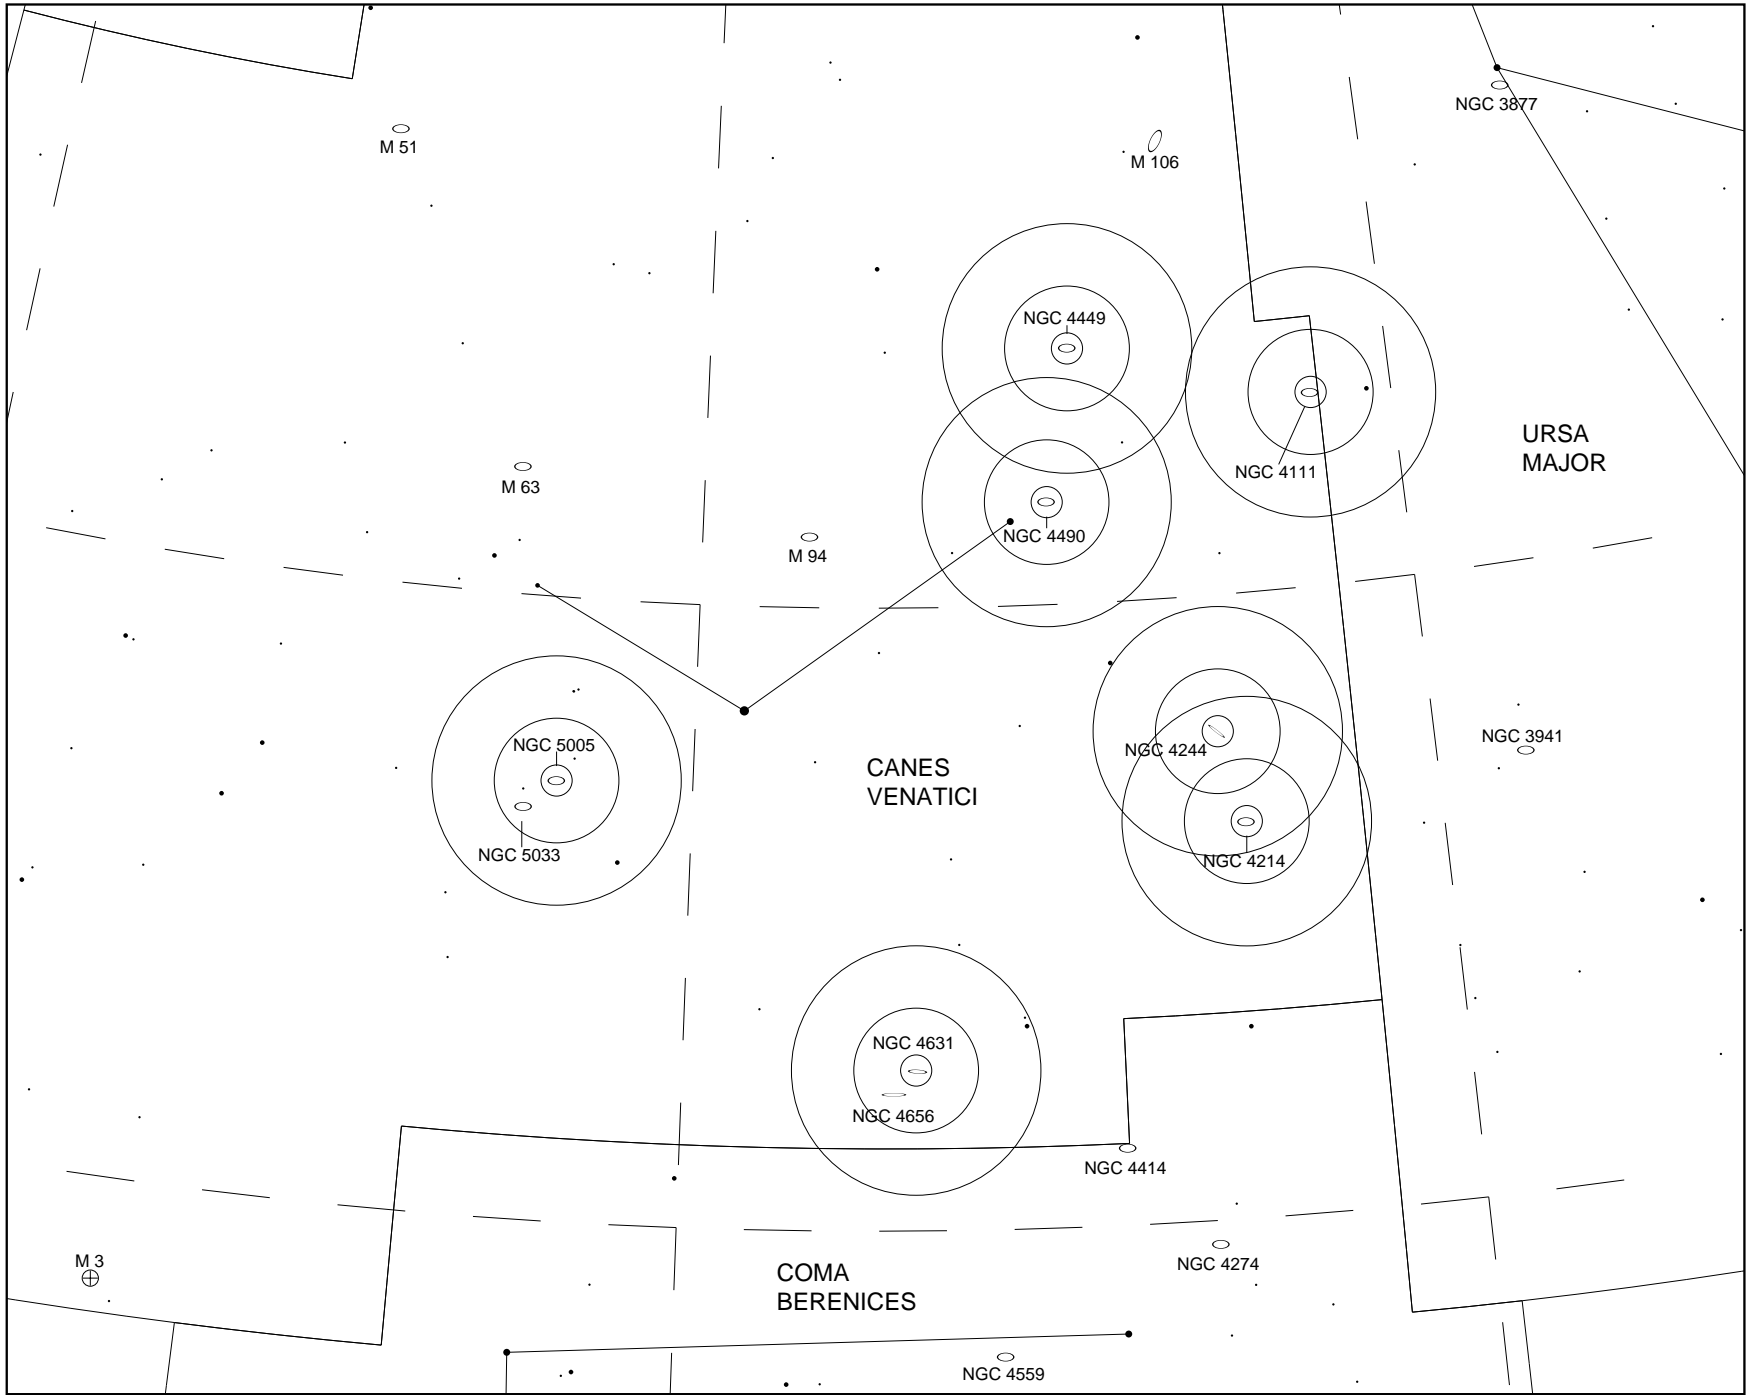 NGC 3877
M 51
M 106
NGC 4449
URSA
MAJOR
NGC 4111
M 63
NGC 4490
M 94
NGC 3941
NGC 5005
NGC 4244
CANES
VENATICI
NGC 5033
NGC 4214
NGC 4631
NGC 4656
NGC 4414
M 3
NGC 4274
COMA
BERENICES
NGC 4559